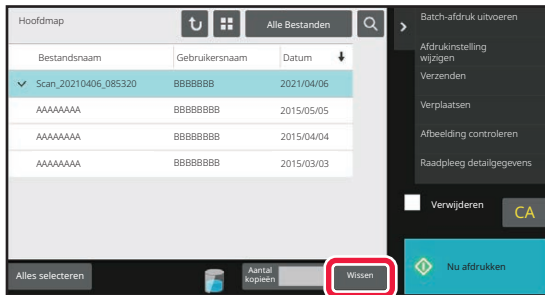 Hoofdmap
Alle Bestanden
Bestandsnaam Gebruikersnaam Datum
Scan_20210406_085320 BBBBBBB 2021/04/06
AAAAAAAA BBBBBBBB 2015/05/05
AAAAAAAA BBBBBBBB 2015/04/04
AAAAAAAA BBBBBBBB 2015/03/03
Alles selecteren
Aantal
kopieën
Wissen
Batch-afdruk uitvoeren
Afdrukinstelling
wijzigen
Verzenden
Verplaatsen
Afbeelding controleren
Raadpleeg detailgegevens
Verwijderen
CA
Nu afdrukken